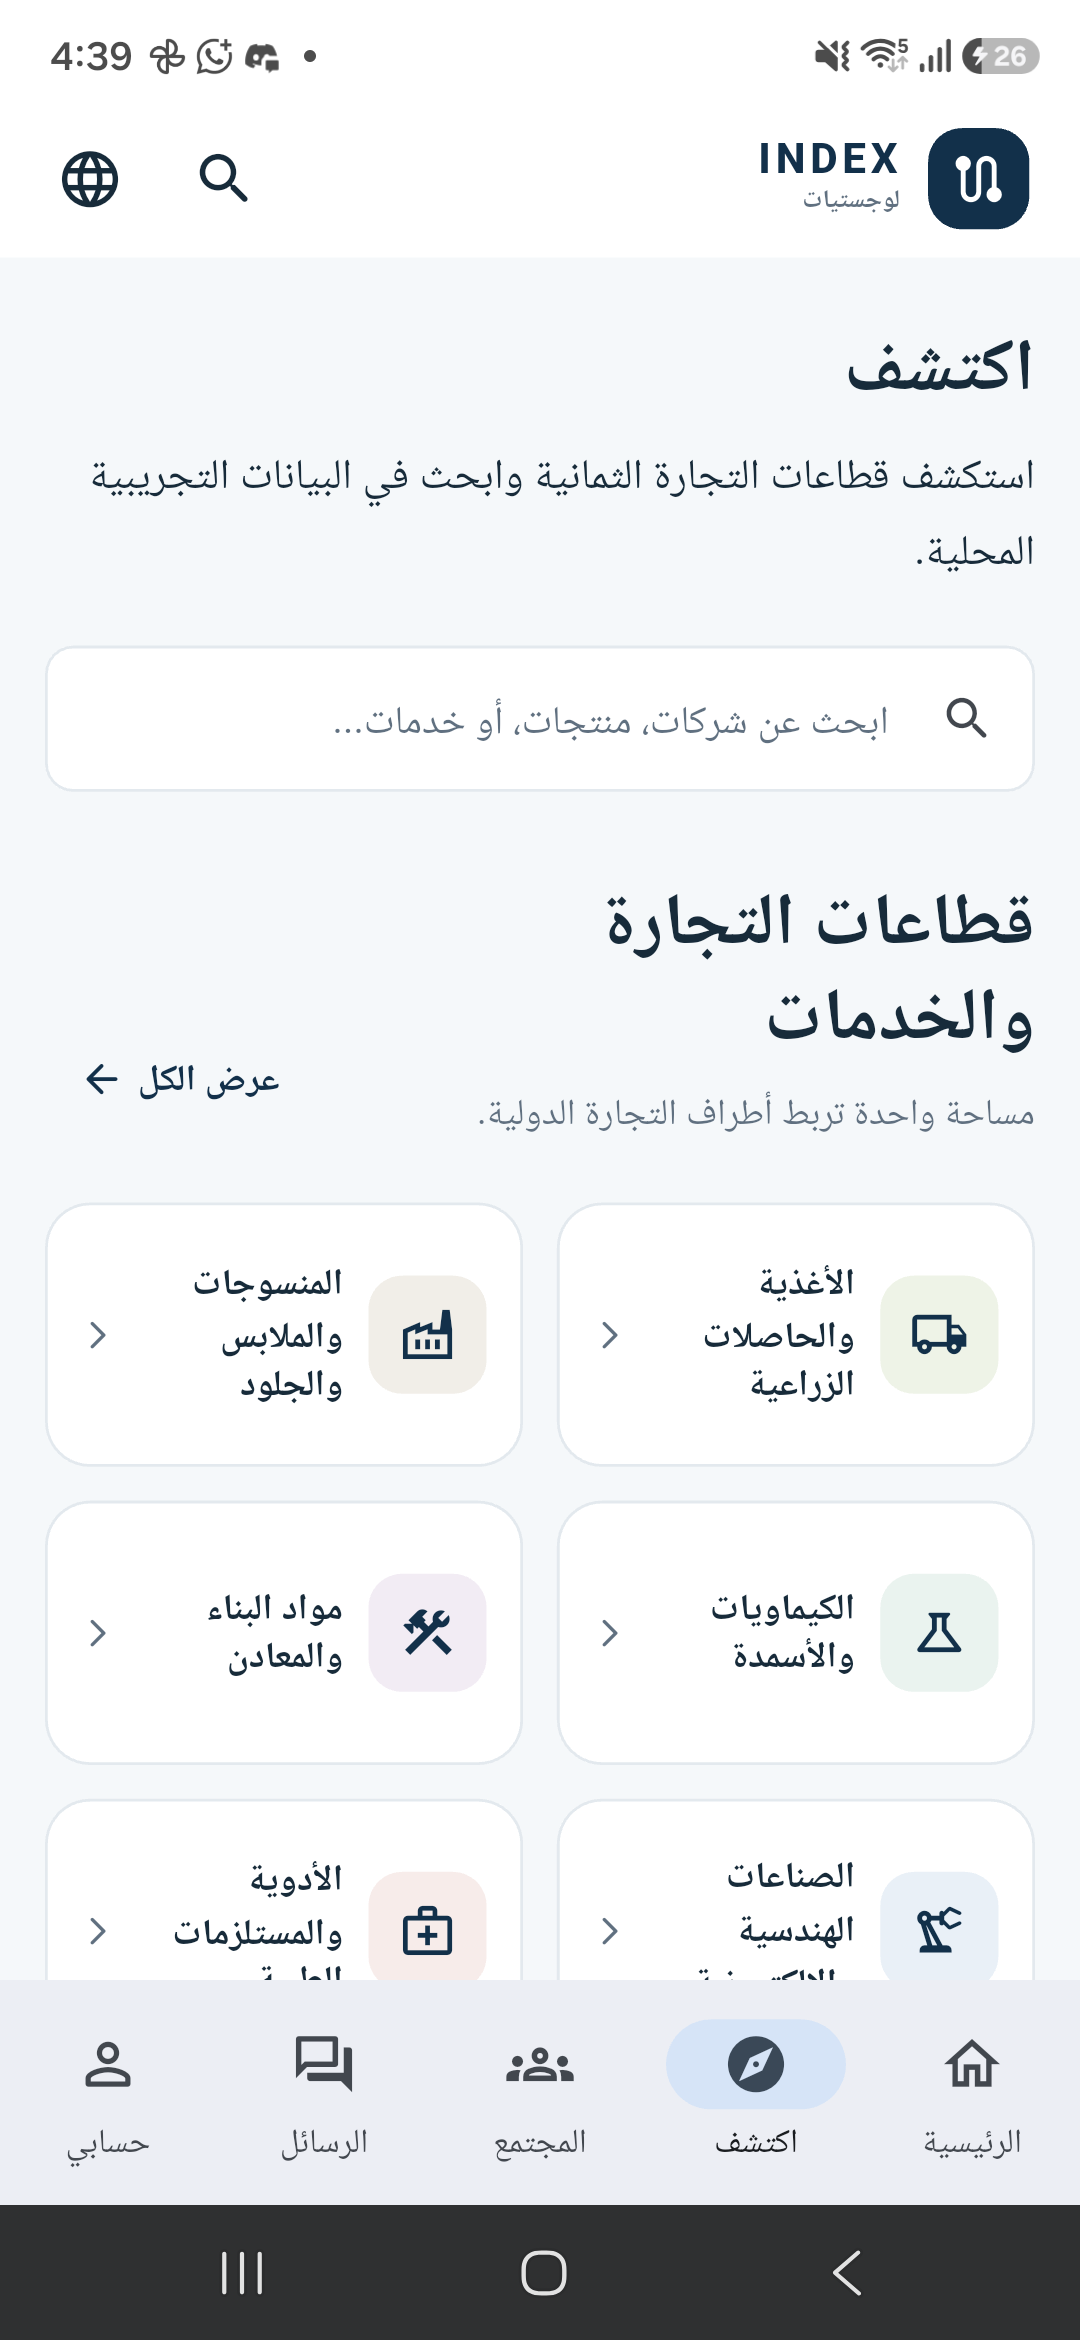 4:39
5
26
INDEX
لوجستيات
اكتشف
استكشف قطاعات التجارة الثمانية وابحث في البيانات التجريبية
المحلية.
ابحث عن شركات، منتجات، أو خدمات...
قطاعات التجارة
والخدمات
عرض الكل
مساحة واحدة تربط أطراف التجارة الدولية.
الأغذية
والحاصلات
الزراعية
المنسوجات
والملابس
والجلود
الكيماويات
والأسمدة
مواد البناء
والمعادن
الصناعات
الهندسية
الأدوية
والمستلزمات
الرئيسية
اكتشف
المجتمع
الرسائل
حسابي